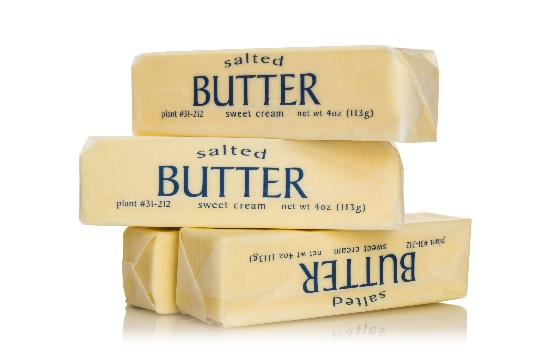 salted
BUTTER
plant #31-212 sweet cream net wt 4oz (113g)
salted
BUTTER
plant #31-212 sweet cream net wt 4oz (113g)
salted
BUTTER
plant #31-212 sweet cream net wt 4oz (113g)